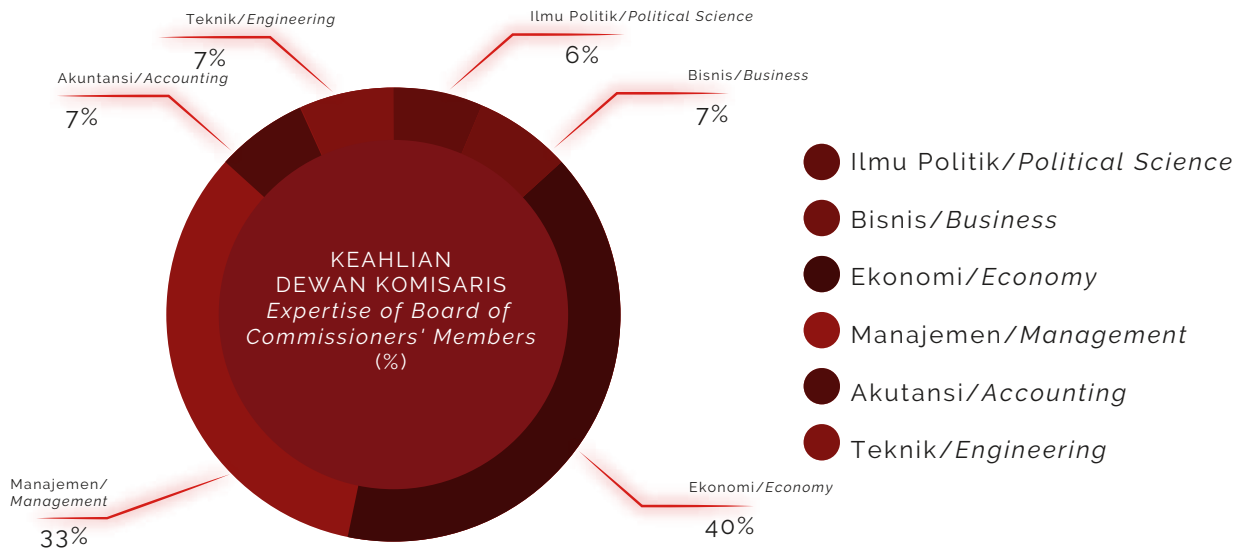 Teknik/Engineering
7%
Ilmu Politik/Political Science
6%
Akuntansi/Accounting
7%
Bisnis/Business
7%
KEAHLIAN
DEWAN KOMISARIS
Expertise of Board of
Commissioners' Members
(%)
Manajemen/
Management
33%
Ekonomi/Economy
40%
Ilmu Politik/Political Science
Bisnis/Business
Ekonomi/Economy
Manajemen/Management
Akutansi/Accounting
Teknik/Engineering